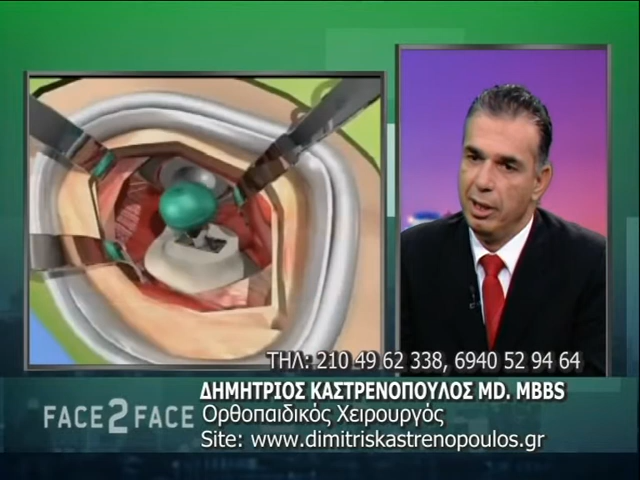 ΤΗΛ: 210 49 62 338, 6940 52 94 64
ΔΗΜΗΤΡΙΟΣ ΚΑΣΤΡΕΝΟΠΟΥΛΟΣ MD. MBBS
FACE2FACE
Ορθοπαιδικός Χειρουργός
Site: www.dimitriskastrenopoulos.gr